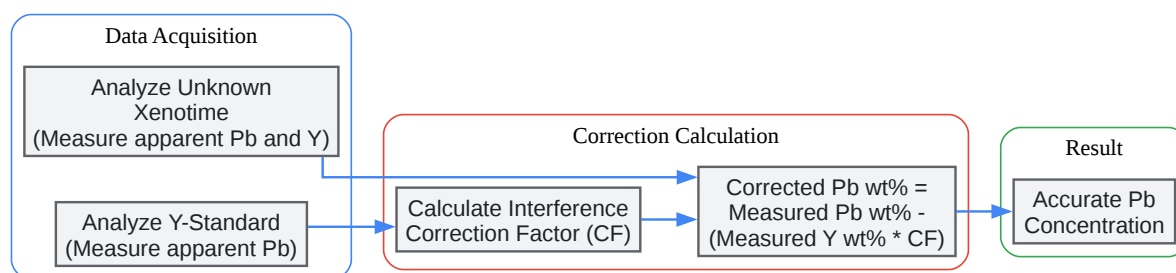 Data Acquisition
Analyze Unknown
Xenotime
(Measure apparent Pb and Y)
Analyze Y-Standard
(Measure apparent Pb)
Correction Calculation
Calculate Interference
Correction Factor (CF)
Corrected Pb wt% =
Measured Pb wt% -
(Measured Y wt% * CF)
Result
Accurate Pb
Concentration